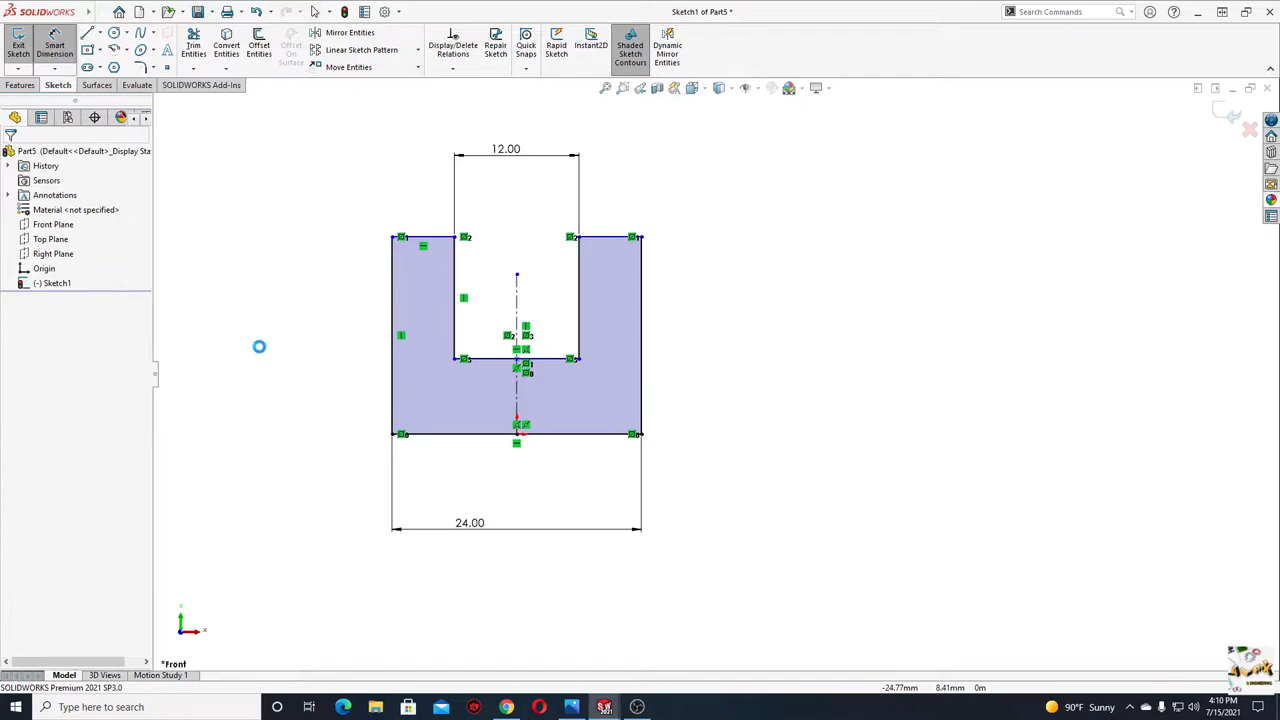 SOLIDWORKS
Sketch1 of Part5 *
Search Commands
Exit Sketch
Smart Dimension
Trim Entities
Convert Entities
Offset Entities
Offset On Surface
Mirror Entities
Linear Sketch Pattern
Move Entities
Display/Delete Relations
Repair Sketch
Quick Snaps
Rapid Sketch
Instant2D
Shaded Sketch Contours
Dynamic Mirror Entities
Features
Sketch
Surfaces
Evaluate
SOLIDWORKS Add-Ins
Part5 (Default<<Default>_Display Sta
History
Sensors
Annotations
Material <not specified>
Front Plane
Top Plane
Right Plane
Origin
(-) Sketch1
12.00
24.00
Y
X
*Front
Model
3D Views
Motion Study 1
SOLIDWORKS Premium 2021 SP3.0
-24.77mm
8.41mm
0m
Type here to search
90°F Sunny
4:10 PM
7/15/2021